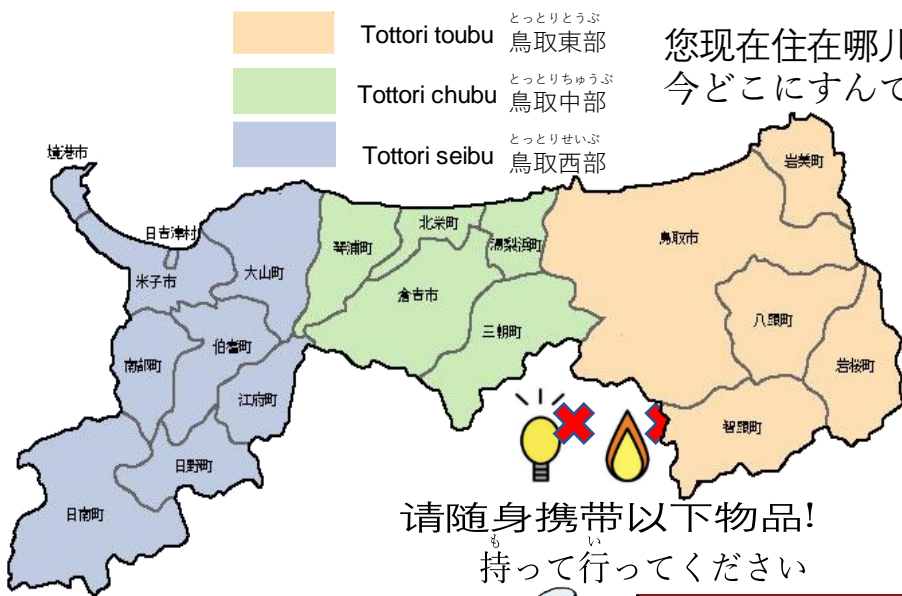 とっとりとうぶ
Tottori toubu 鳥取東部
とっとりちゅうぶ
Tottori chubu 鳥取中部
とっとりせいぶ
Tottori seibu 鳥取西部
您现在住在哪儿
今どこにすんで
境港市
岩美町
日吉津村
北栄町
鳥取市
琴浦町
湯梨浜町
米子市
大山町
倉吉市
三朝町
八頭町
南部町
伯耆町
若桜町
江府町
智頭町
日野町
日南町
请随身携带以下物品!
も い
持って行ってください